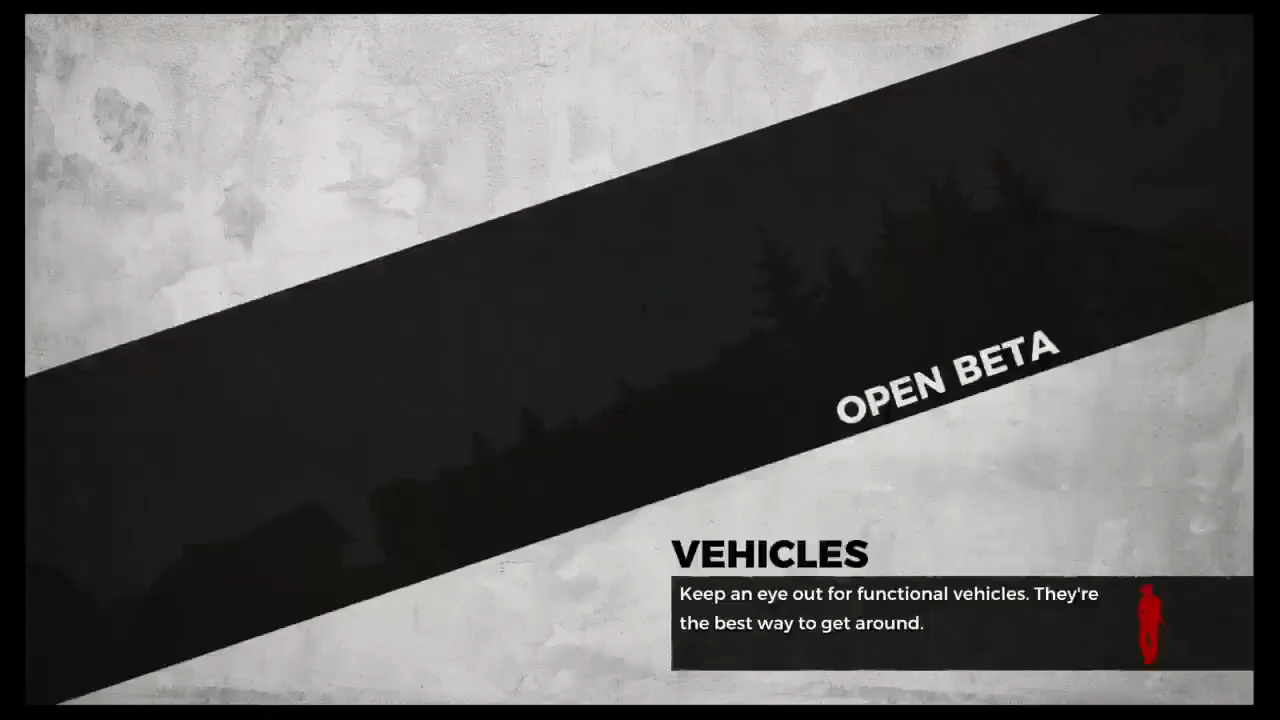 OPEN BETA
VEHICLES
Keep an eye out for functional vehicles. They're
the best way to get around.